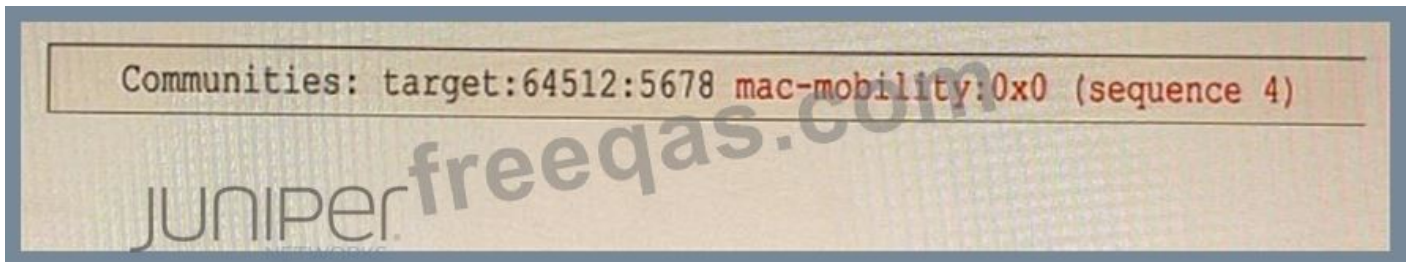 Communities: target:64512:5678 mac-mobility:0x0 (sequence 4)
freeqas.com
JUNIPER
NETWORKS